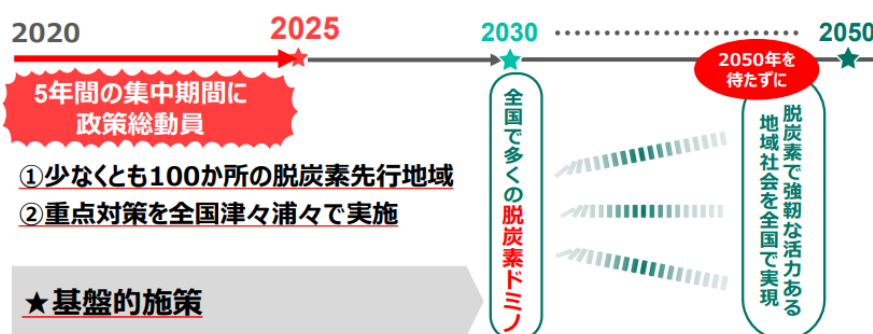 2020
2025
2030
2050
5年間の集中期間に
政策総動員
①少なくとも100か所の脱炭素先行地域
②重点対策を全国津々浦々で実施
★基盤的施策
全国で多くの脱炭素ドミノ
2050年を
待たずに
脱炭素で強靭な活力ある
地域社会を全国で実現